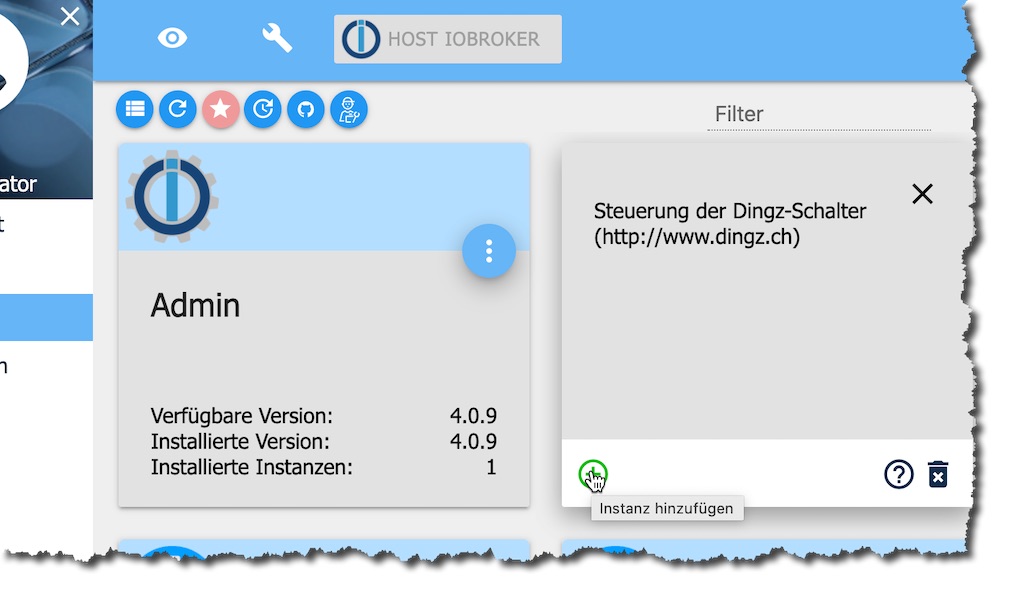 HOST IOBROKER
Filter
ator
t
n
Admin
Verfügbare Version: 4.0.9
Installierte Version: 4.0.9
Installierte Instanzen: 1
Steuerung der Dingz-Schalter
(http://www.dingz.ch)
Instanz hinzufügen